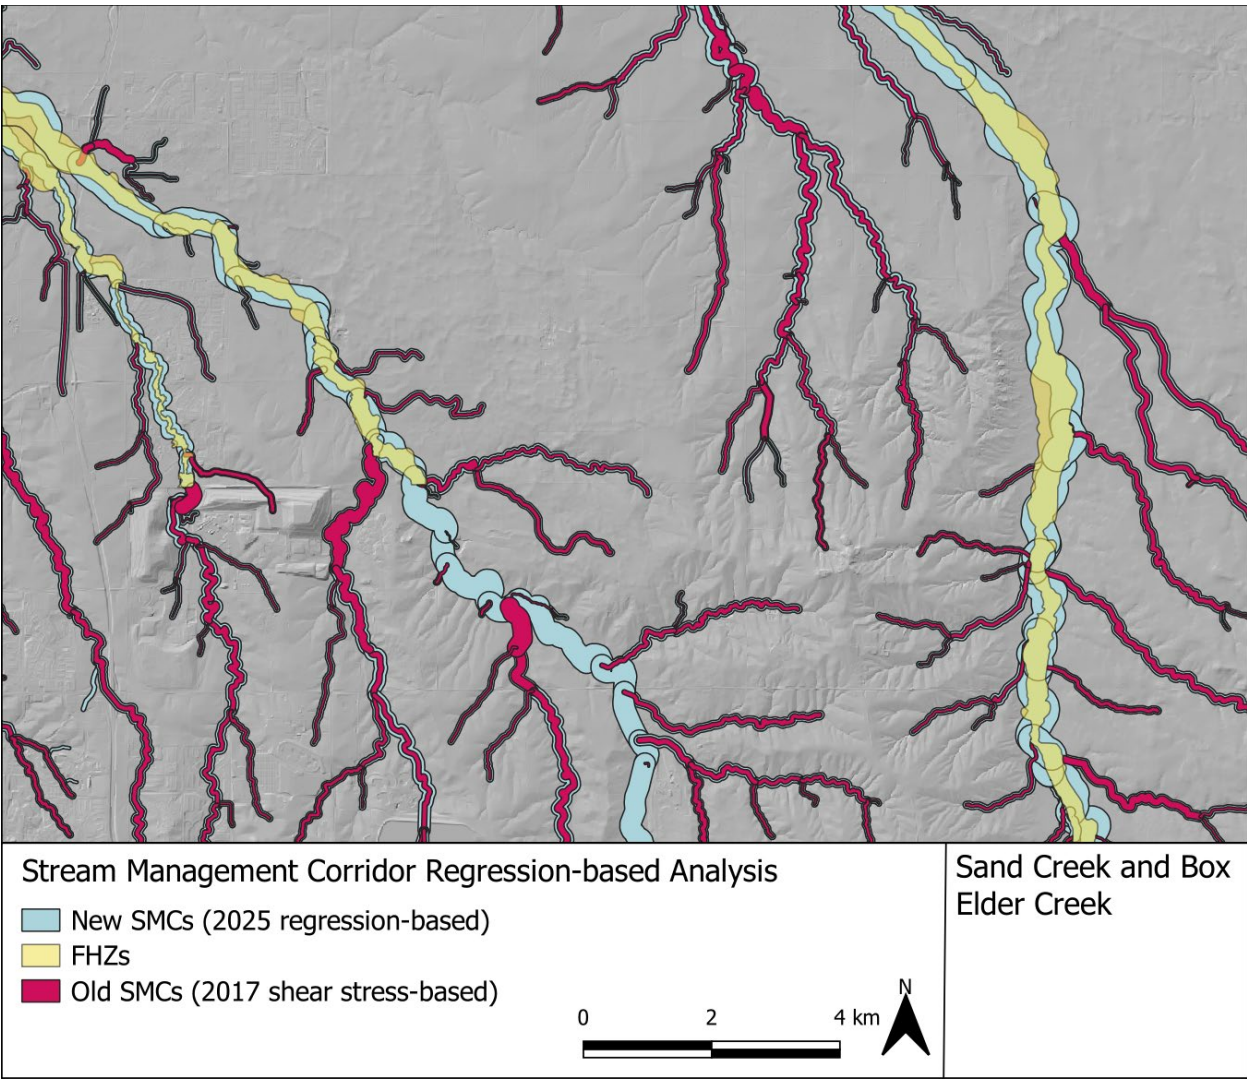 Stream Management Corridor Regression-based Analysis
New SMCs (2025 regression-based)
FHZs
Old SMCs (2017 shear stress-based)
0 2 4 km
N
Sand Creek and Box
Elder Creek